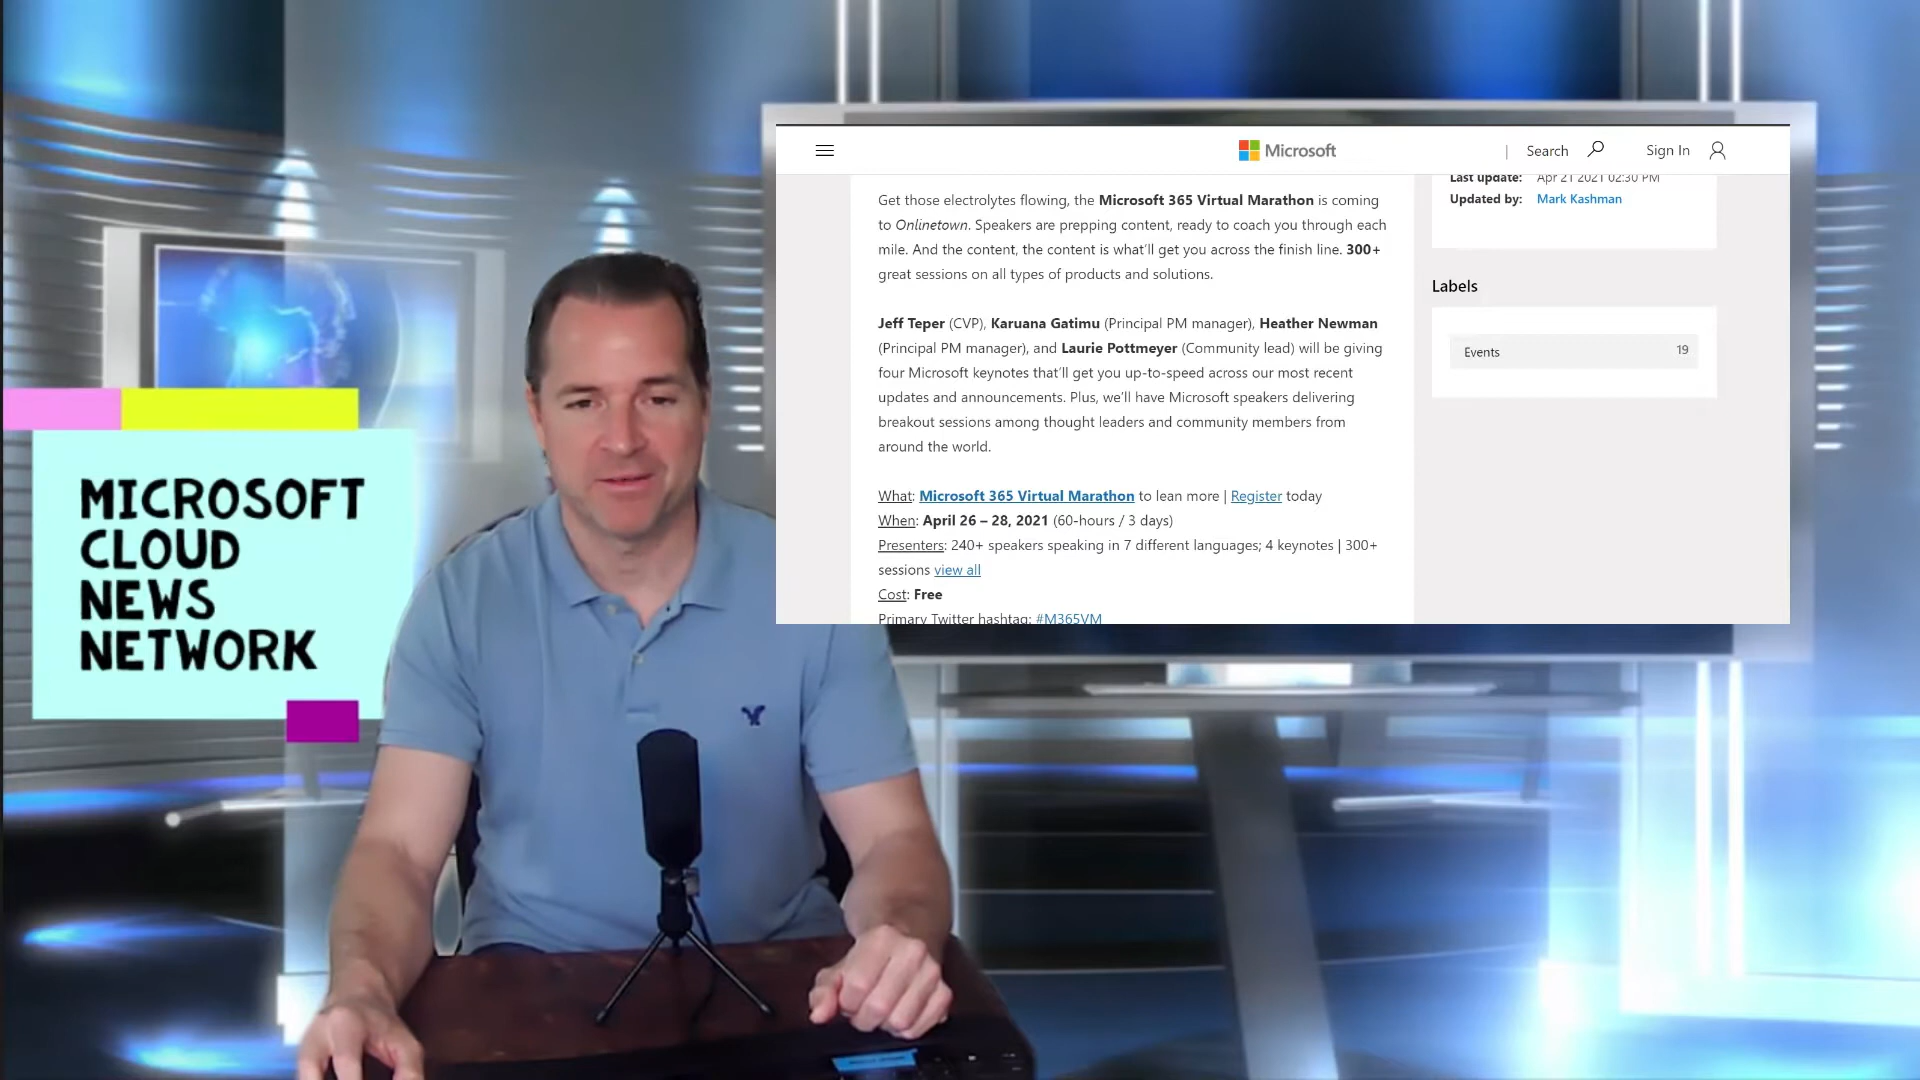 MICROSOFT
CLOUD
NEWS
NETWORK
Microsoft
| Search
Sign In
Get those electrolytes flowing, the Microsoft 365 Virtual Marathon is coming
to Onlinetown. Speakers are prepping content, ready to coach you through each
mile. And the content, the content is what'll get you across the finish line. 300+
great sessions on all types of products and solutions.
Jeff Teper (CVP), Karuana Gatimu (Principal PM manager), Heather Newman
(Principal PM manager), and Laurie Pottmeyer (Community lead) will be giving
four Microsoft keynotes that'll get you up-to-speed across our most recent
updates and announcements. Plus, we'll have Microsoft speakers delivering
breakout sessions among thought leaders and community members from
around the world.
What: Microsoft 365 Virtual Marathon to lean more | Register today
When: April 26 – 28, 2021 (60-hours / 3 days)
Presenters: 240+ speakers speaking in 7 different languages; 4 keynotes | 300+
sessions view all
Cost: Free
Primary Twitter hashtag: #M365VM
Last update: Apr 21 2021 02:30 PM
Updated by: Mark Kashman
Labels
Events 19